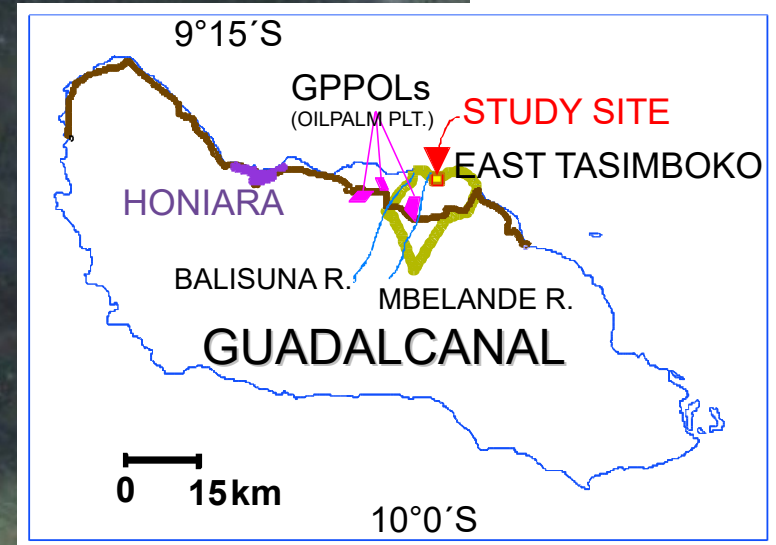 9°15´S
GPPOLs
(OILPALM PLT.)
STUDY SITE
EAST TASIMBOKO
HONIARA
BALISUNA R.
MBELANDE R.
GUADALCANAL
0 15km
10°0´S